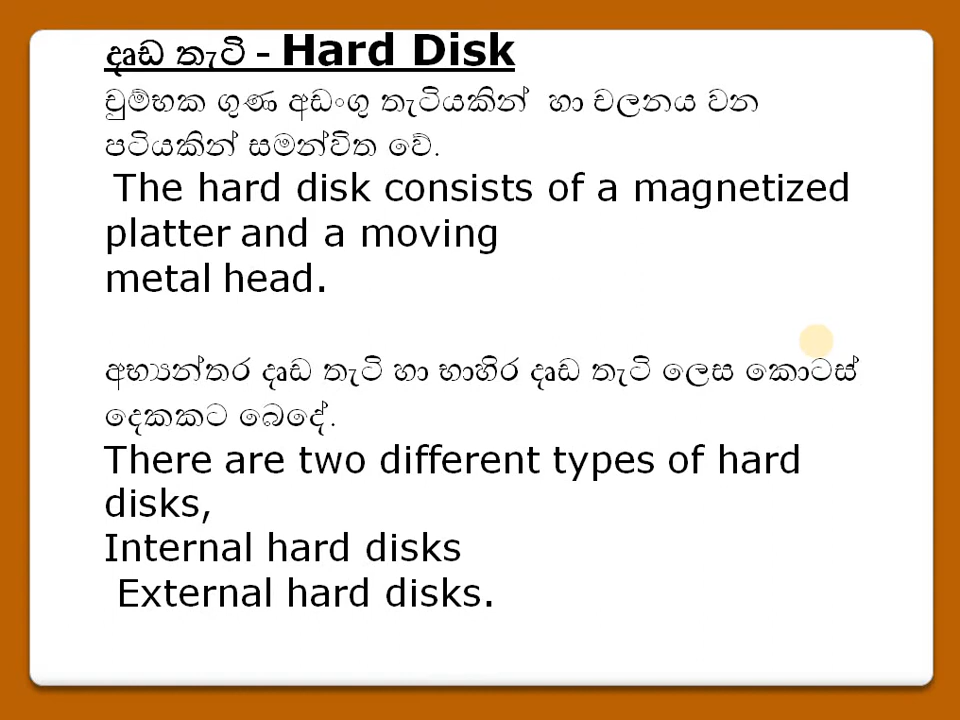 දෘඩ තැටි - Hard Disk
චුම්භක ගුණ අඩංගු තැටියකින් හා චලනය වන
පටියකින් සමන්විත වේ.
The hard disk consists of a magnetized
platter and a moving
metal head.
අභ්‍යන්තර දෘඩ තැටි හා භාහිර දෘඩ තැටි ලෙස කොටස්
දෙකකට බෙදේ.
There are two different types of hard
disks,
Internal hard disks
External hard disks.